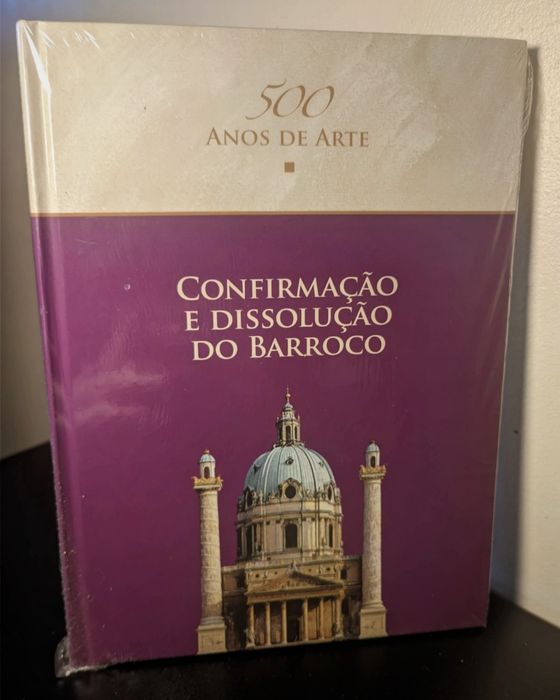 500
ANOS DE ARTE
CONFIRMAÇÃO
E DISSOLUÇÃO
DO BARROCO